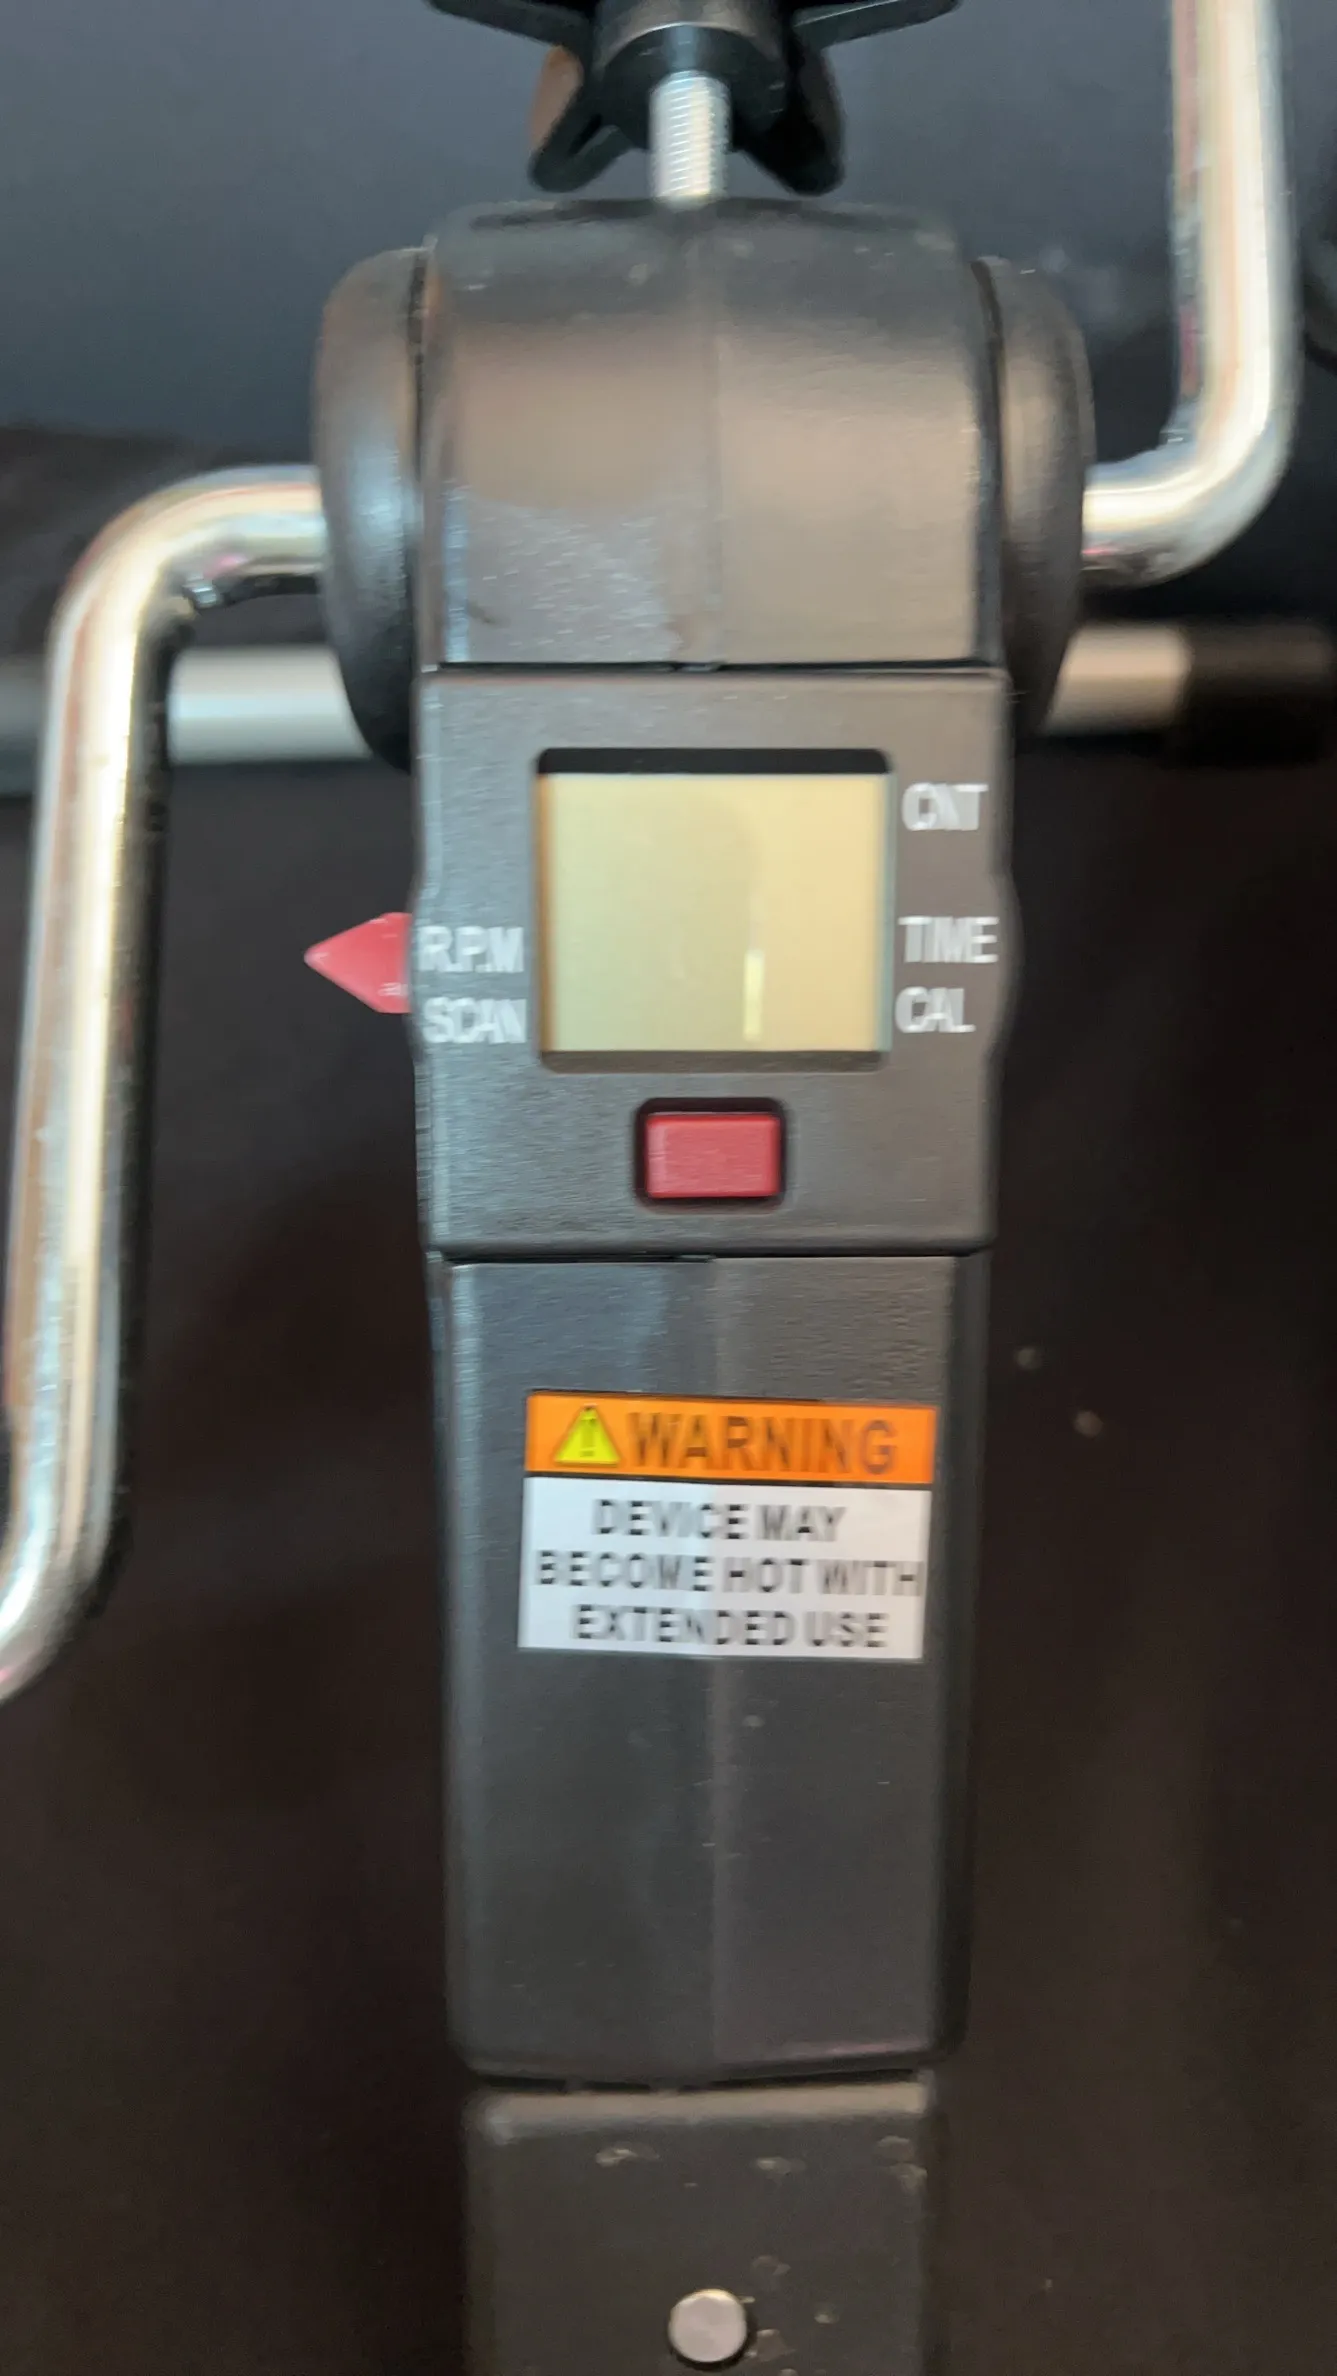 CNT
R.P.M
TIME
SCAN
CAL
WARNING
DEVICE MAY
BECOME HOT WITH
EXTENDED USE